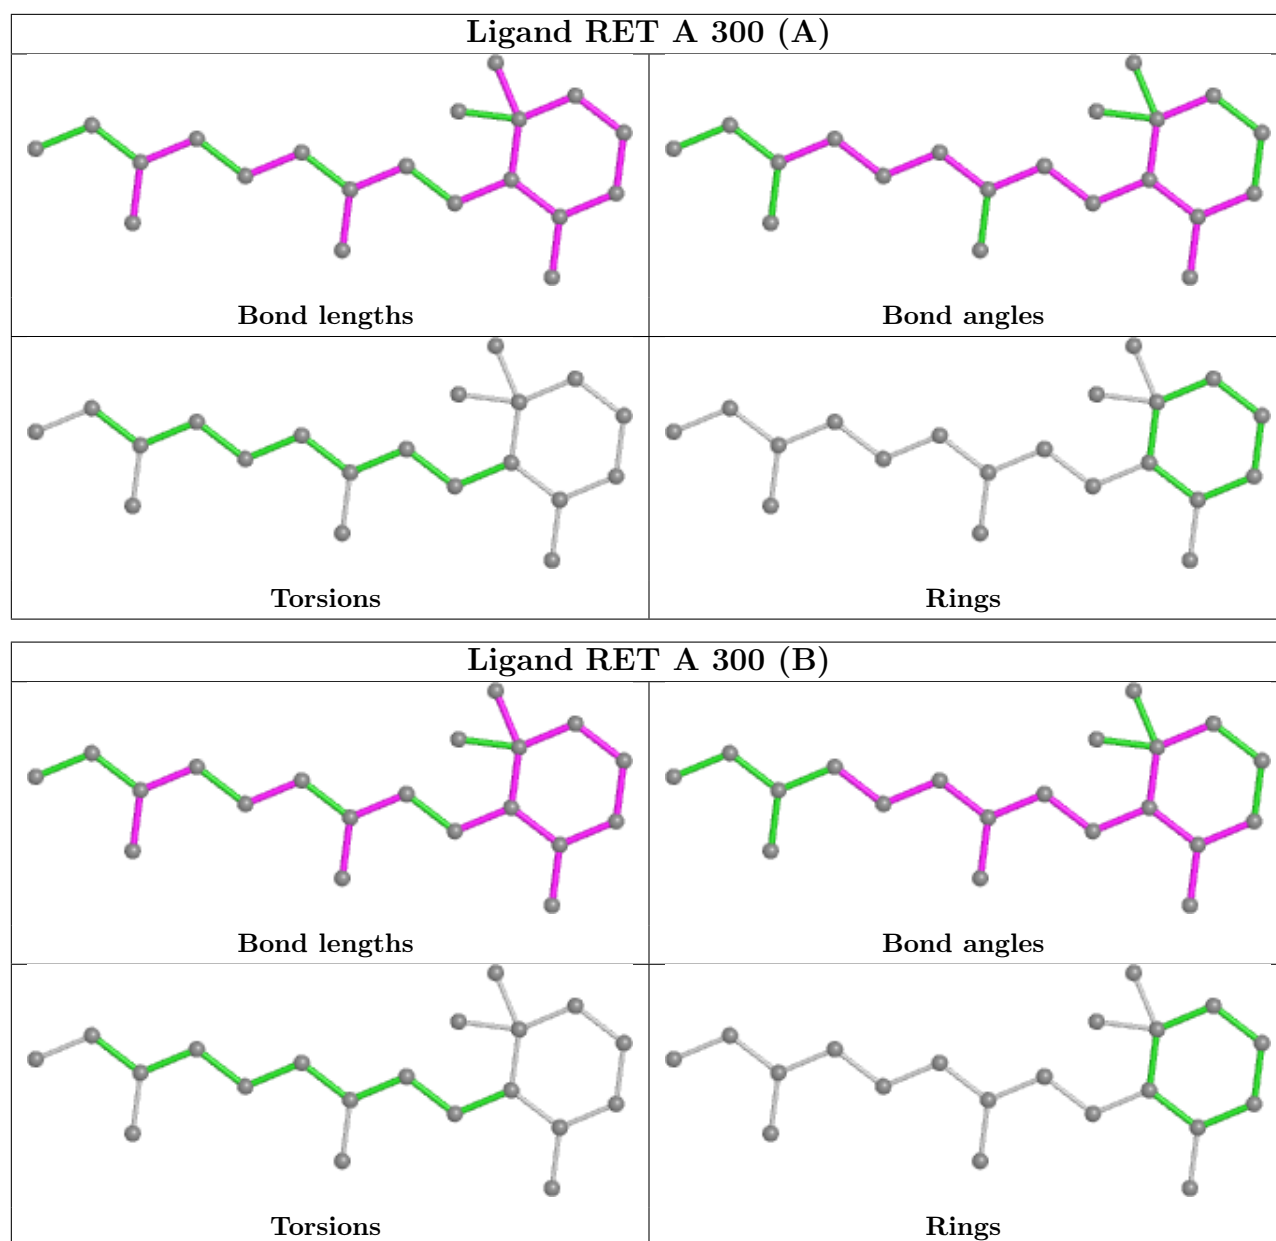 Ligand RET A 300 (A)
Bond lengths
Bond angles
Torsions
Rings
Ligand RET A 300 (B)
Bond lengths
Bond angles
Torsions
Rings